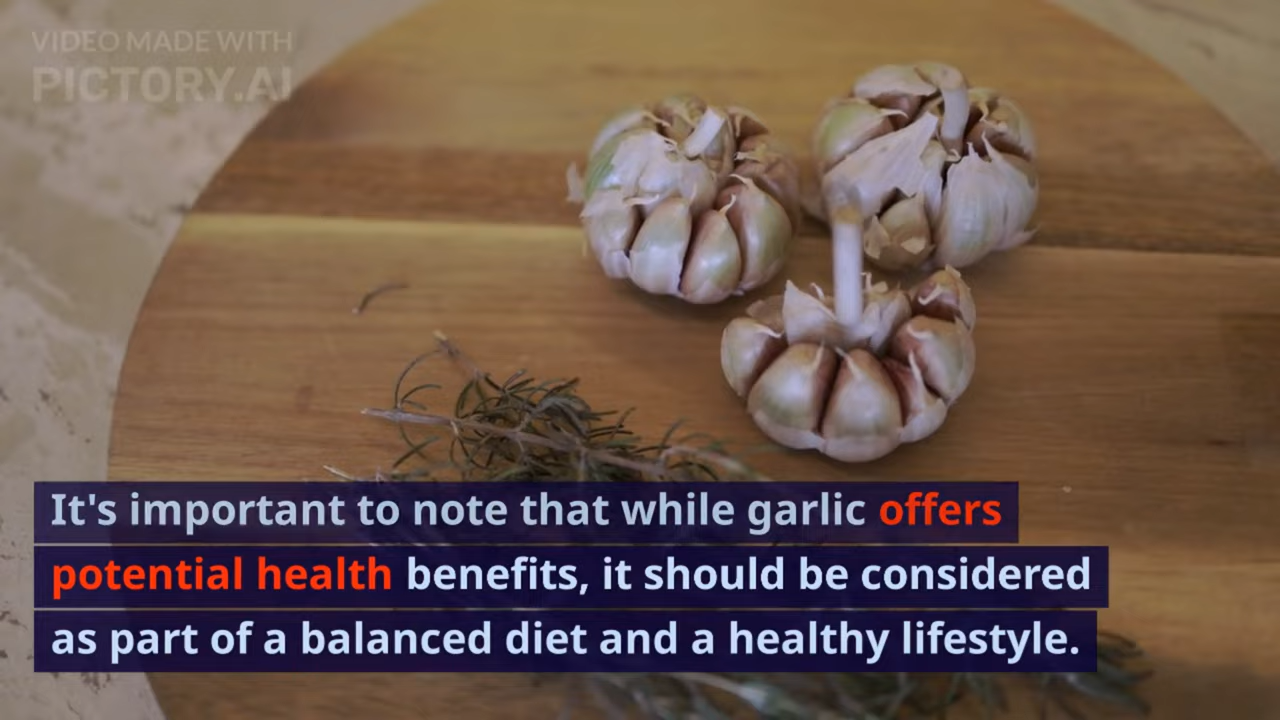 VIDEO MADE WITH
PICTORY.AI
It's important to note that while garlic offers
potential health benefits, it should be considered
as part of a balanced diet and a healthy lifestyle.